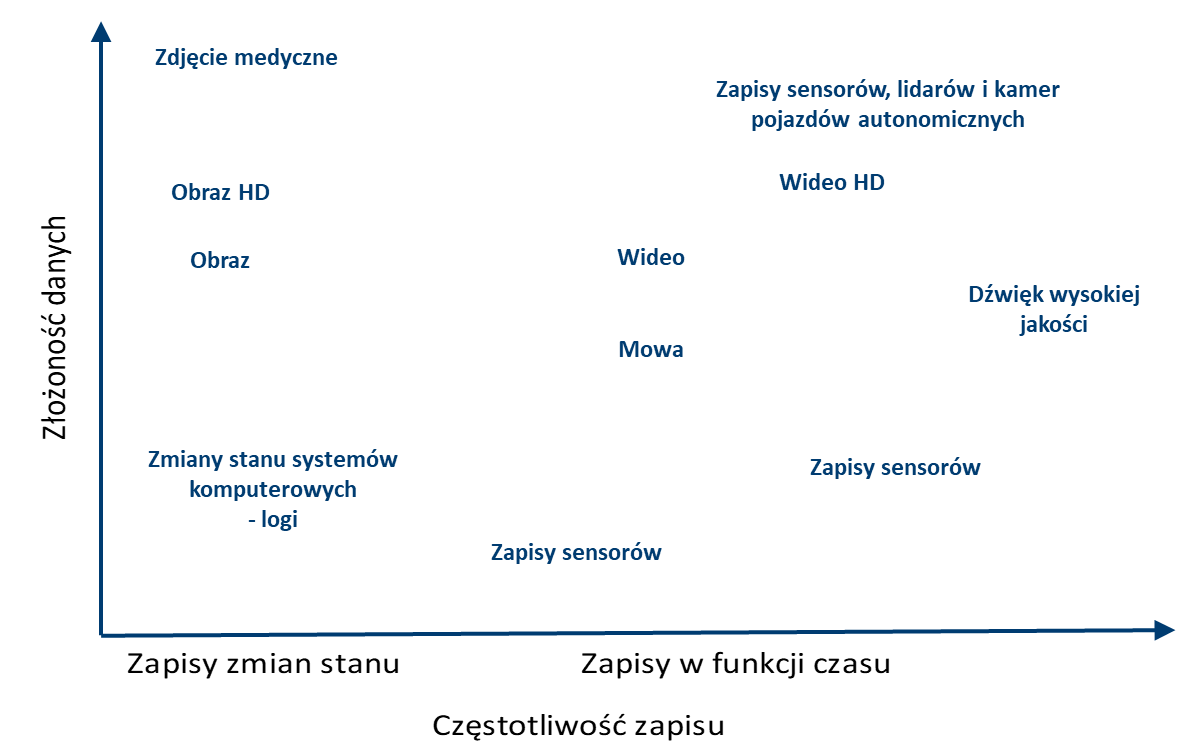 Zdjęcie medyczne
Zapisy sensorów, lidarów i kamer
pojazdów autonomicznych
Obraz HD
Wideo HD
Obraz
Wideo
Dźwięk wysokiej
jakości
Mowa
Złożoność danych
Zmiany stanu systemów
komputerowych
- logi
Zapisy sensorów
Zapisy sensorów
Zapisy zmian stanu
Zapisy w funkcji czasu
Częstotliwość zapisu